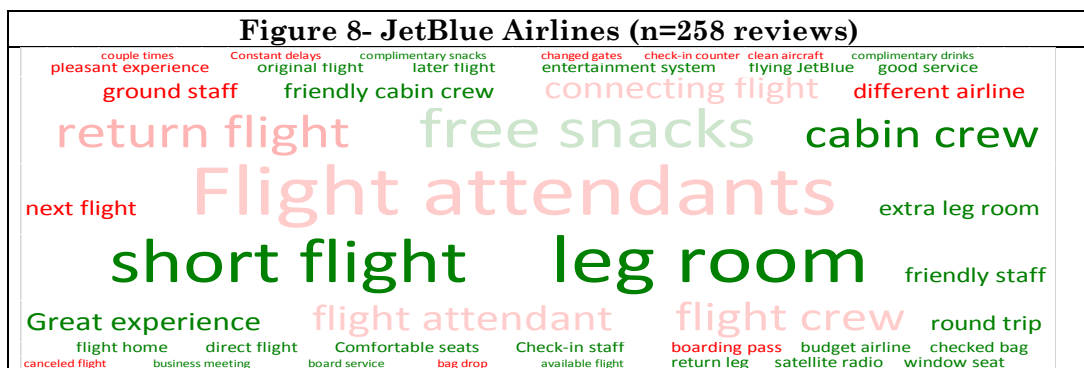 Figure 8- JetBlue Airlines (n=258 reviews)
couple times Constant delays complimentary snacks changed gates check-in counter clean aircraft complimentary drinks
pleasant experience original flight later flight entertainment system flying JetBlue good service
ground staff friendly cabin crew connecting flight different airline
return flight free snacks cabin crew
next flight Flight attendants extra leg room
short flight leg room friendly staff
Great experience flight attendant flight crew round trip
flight home direct flight Comfortable seats Check-in staff boarding pass budget airline checked bag
canceled flight business meeting board service bag drop available flight return leg satellite radio window seat